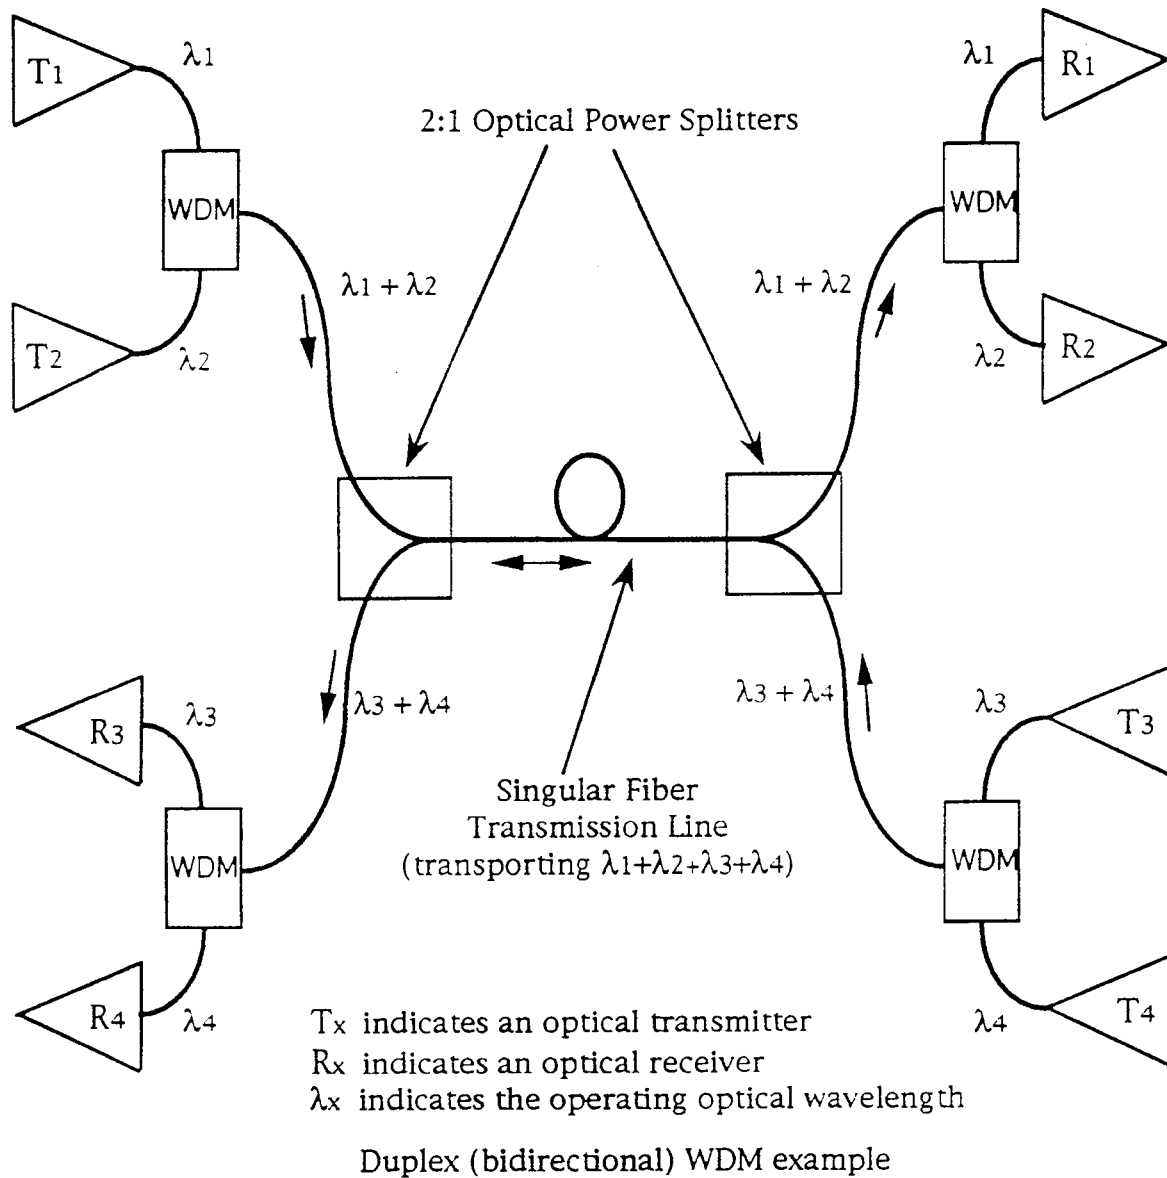 T1
λ1
λ1
R1
2:1 Optical Power Splitters
WDM
WDM
λ1 + λ2
λ1 + λ2
T2
λ2
λ2
R2
R3
λ3
λ3 + λ4
λ3 + λ4
λ3
T3
Singular Fiber
Transmission Line
(transporting λ1+λ2+λ3+λ4)
WDM
WDM
R4
λ4
λ4
T4
Tx indicates an optical transmitter
Rx indicates an optical receiver
λx indicates the operating optical wavelength
Duplex (bidirectional) WDM example